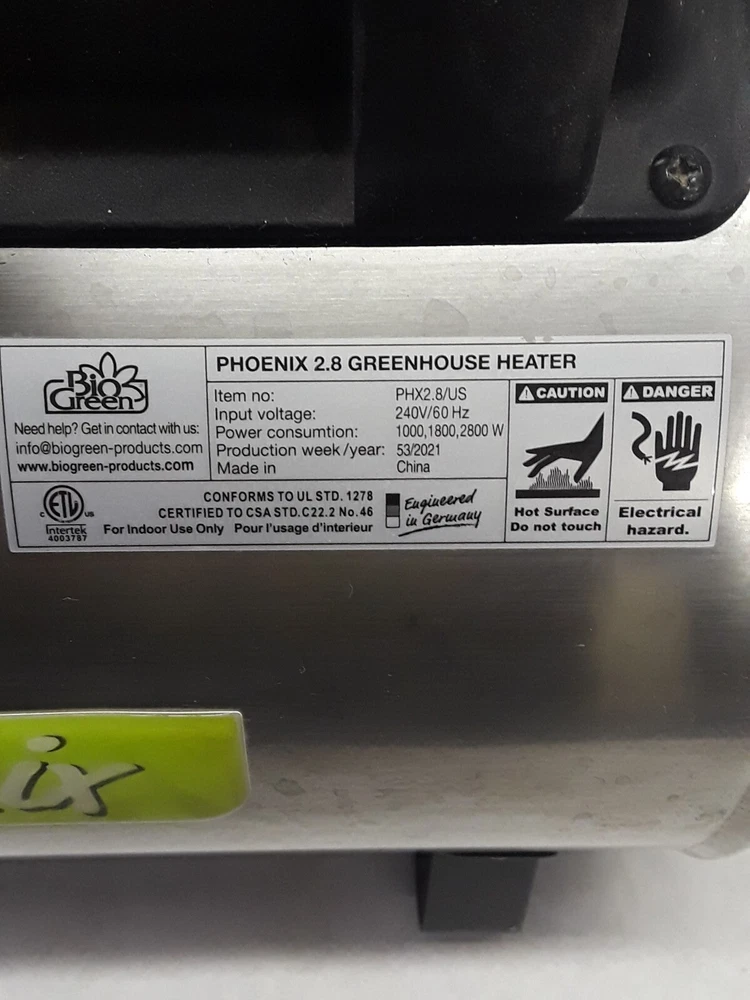 Bio
Green
Need help? Get in contact with us:
info@biogreen-products.com
www.biogreen-products.com
PHOENIX 2.8 GREENHOUSE HEATER
Item no: PHX2.8/US
Input voltage: 240V/60 Hz
Power consumtion: 1000,1800,2800 W
Production week/year: 53/2021
Made in China
C ETL US
Intertek
4003787
CONFORMS TO UL STD. 1278
CERTIFIED TO CSA STD.C22.2 No.46
For Indoor Use Only Pour l'usage d'interieur
Engineered
in Germany
CAUTION
Hot Surface
Do not touch
DANGER
Electrical
hazard.
ix